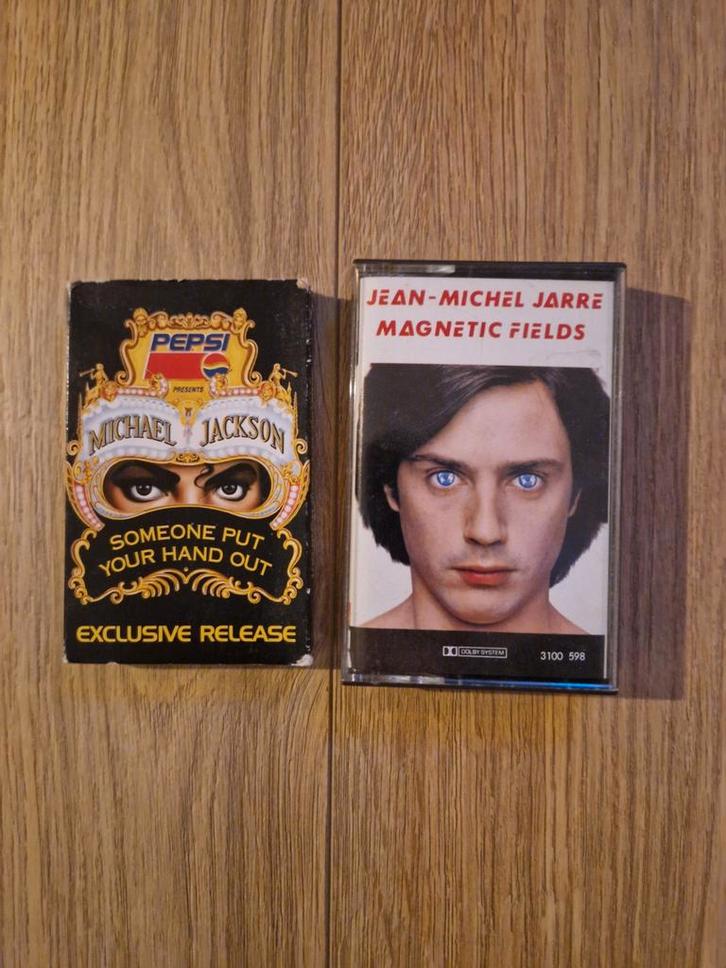 PEPSI
PRESENTS
MICHAEL JACKSON
SOMEONE PUT
YOUR HAND OUT
EXCLUSIVE RELEASE
JEAN-MICHEL JARRE
MAGNETIC FIELDS
DOLBY SYSTEM
3100 598